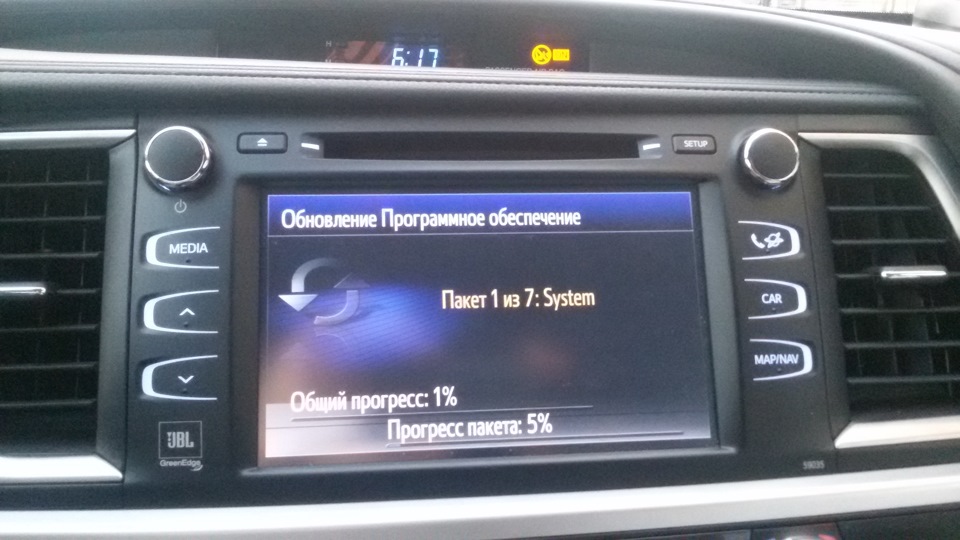 6:17
SETUP
MEDIA
CAR
MAP/NAV
Обновление Программное обеспечение
Пакет 1 из 7: System
Общий прогресс: 1%
Прогресс пакета: 5%
JBL
GreenEdge
59035